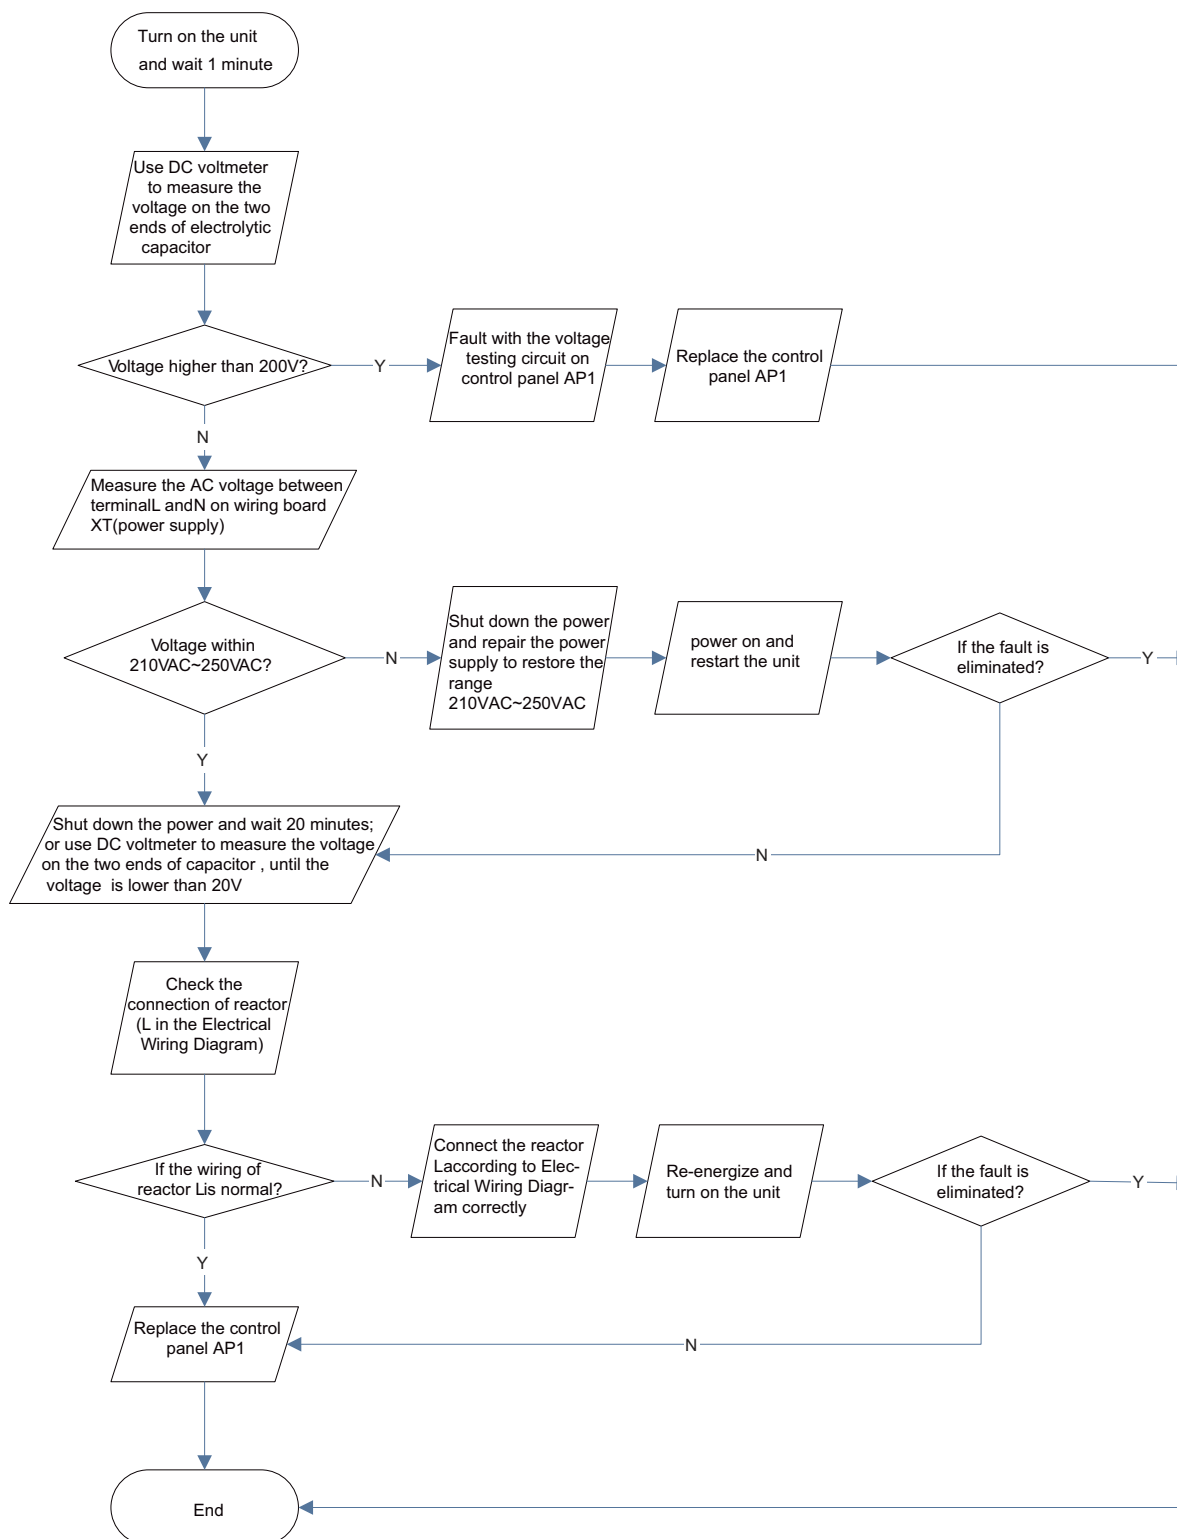 Turn on the unit
and wait 1 minute
Use DC voltmeter
to measure the
voltage on the two
ends of electrolytic
capacitor
Voltage higher than 200V?
Y
Fault with the voltage
testing circuit on
control panel AP1
Replace the control
panel AP1
N
Measure the AC voltage between
terminalL andN on wiring board
XT(power supply)
Voltage within
210VAC~250VAC?
N
Shut down the power
and repair the power
supply to restore the
range
210VAC~250VAC
power on and
restart the unit
If the fault is
eliminated?
Y
Y
N
Shut down the power and wait 20 minutes;
or use DC voltmeter to measure the voltage
on the two ends of capacitor , until the
voltage is lower than 20V
Check the
connection of reactor
(L in the Electrical
Wiring Diagram)
If the wiring of
reactor Lis normal?
N
Connect the reactor
Laccording to Elec-
trical Wiring Diagr-
am correctly
Re-energize and
turn on the unit
If the fault is
eliminated?
Y
Y
N
Replace the control
panel AP1
End